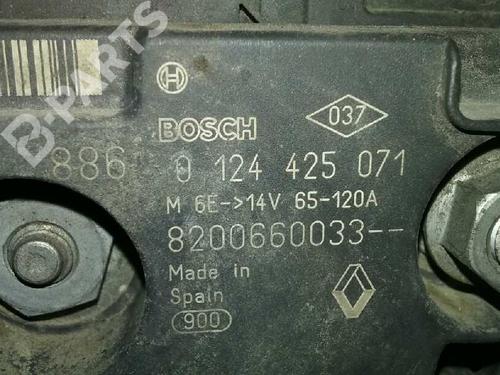 B-PARTS
BOSCH
037
886 0 124 425 071
M 6E->14V 65-120A
8200660033--
Made in
Spain
900